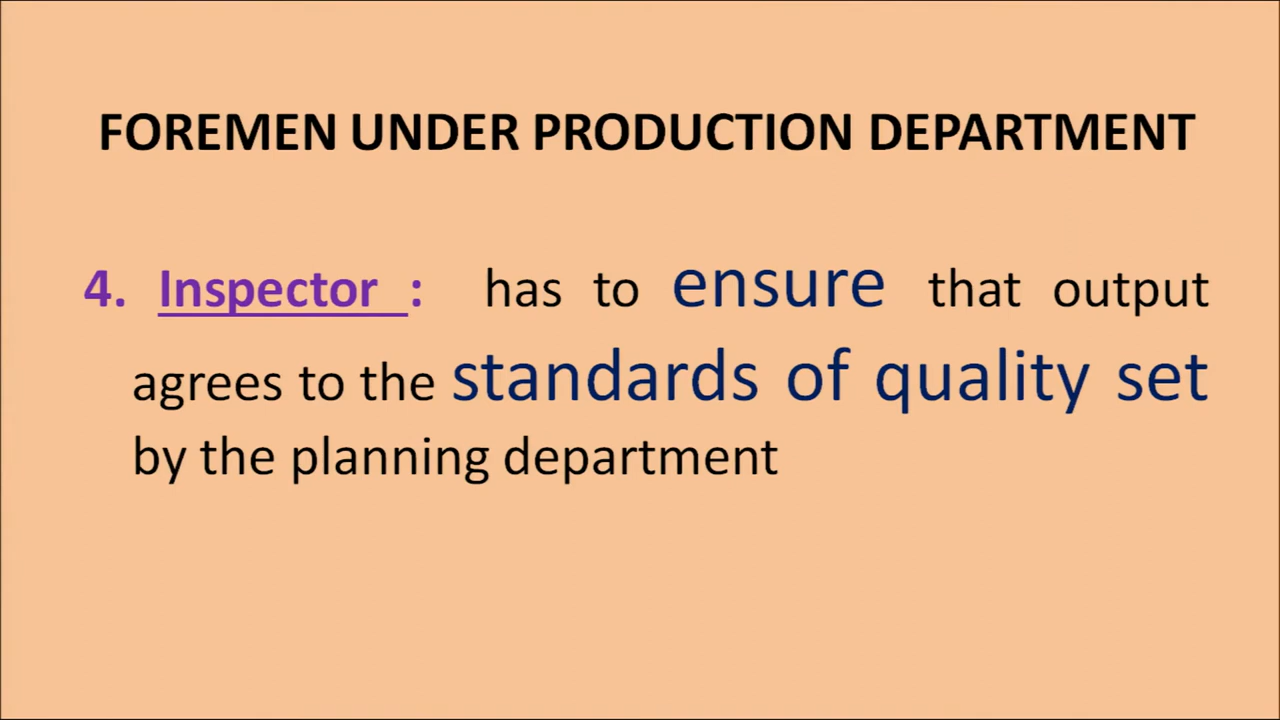 FOREMEN UNDER PRODUCTION DEPARTMENT
4. Inspector : has to ensure that output
agrees to the standards of quality set
by the planning department